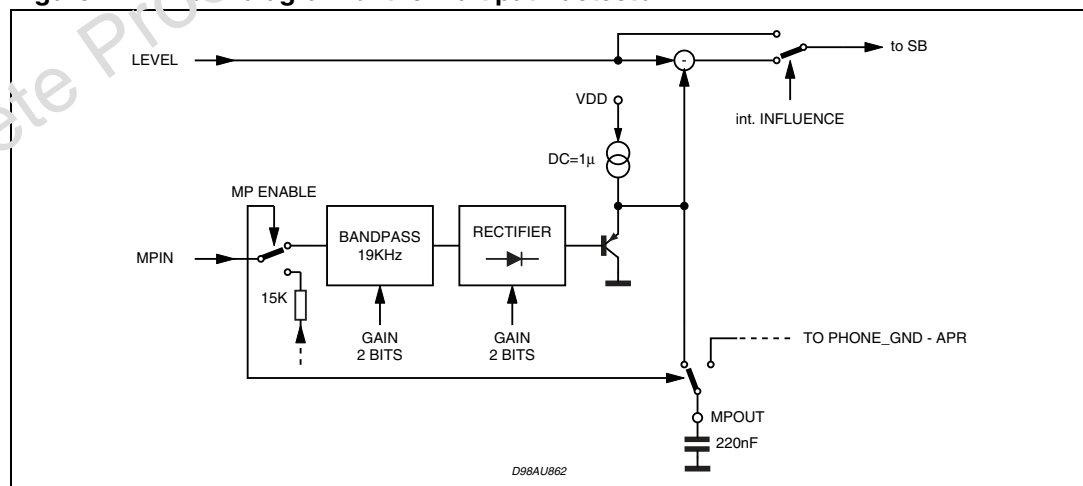 LEVEL
to SB
VDD
int. INFLUENCE
DC=1µ
MP ENABLE
BANDPASS
19KHz
RECTIFIER
MPIN
15K
GAIN
2 BITS
GAIN
2 BITS
TO PHONE_GND - APR
MPOUT
220nF
D98AU862